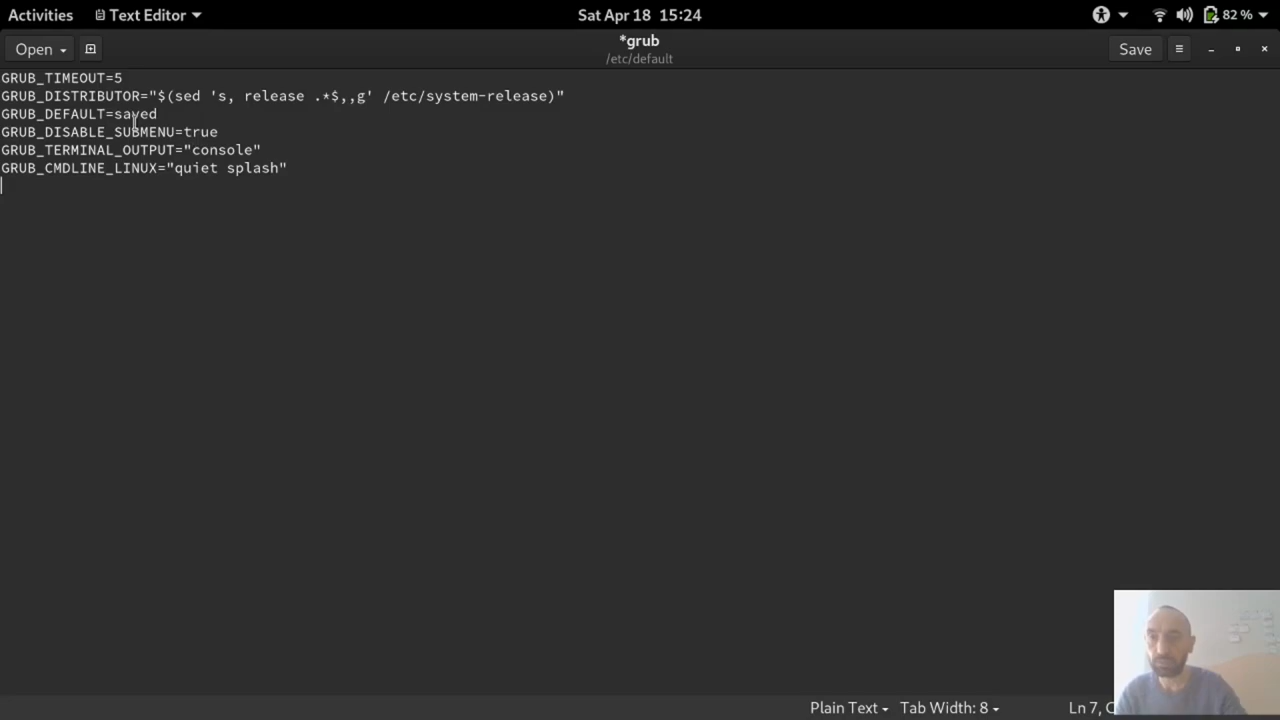 Activities Text Editor Sat Apr 18 15:24 82 %
Open *grub Save
/etc/default
GRUB_TIMEOUT=5
GRUB_DISTRIBUTOR="$(sed 's, release .*$,,g' /etc/system-release)"
GRUB_DEFAULT=saved
GRUB_DISABLE_SUBMENU=true
GRUB_TERMINAL_OUTPUT="console"
GRUB_CMDLINE_LINUX="quiet splash"
Plain Text Tab Width: 8 Ln 7, C